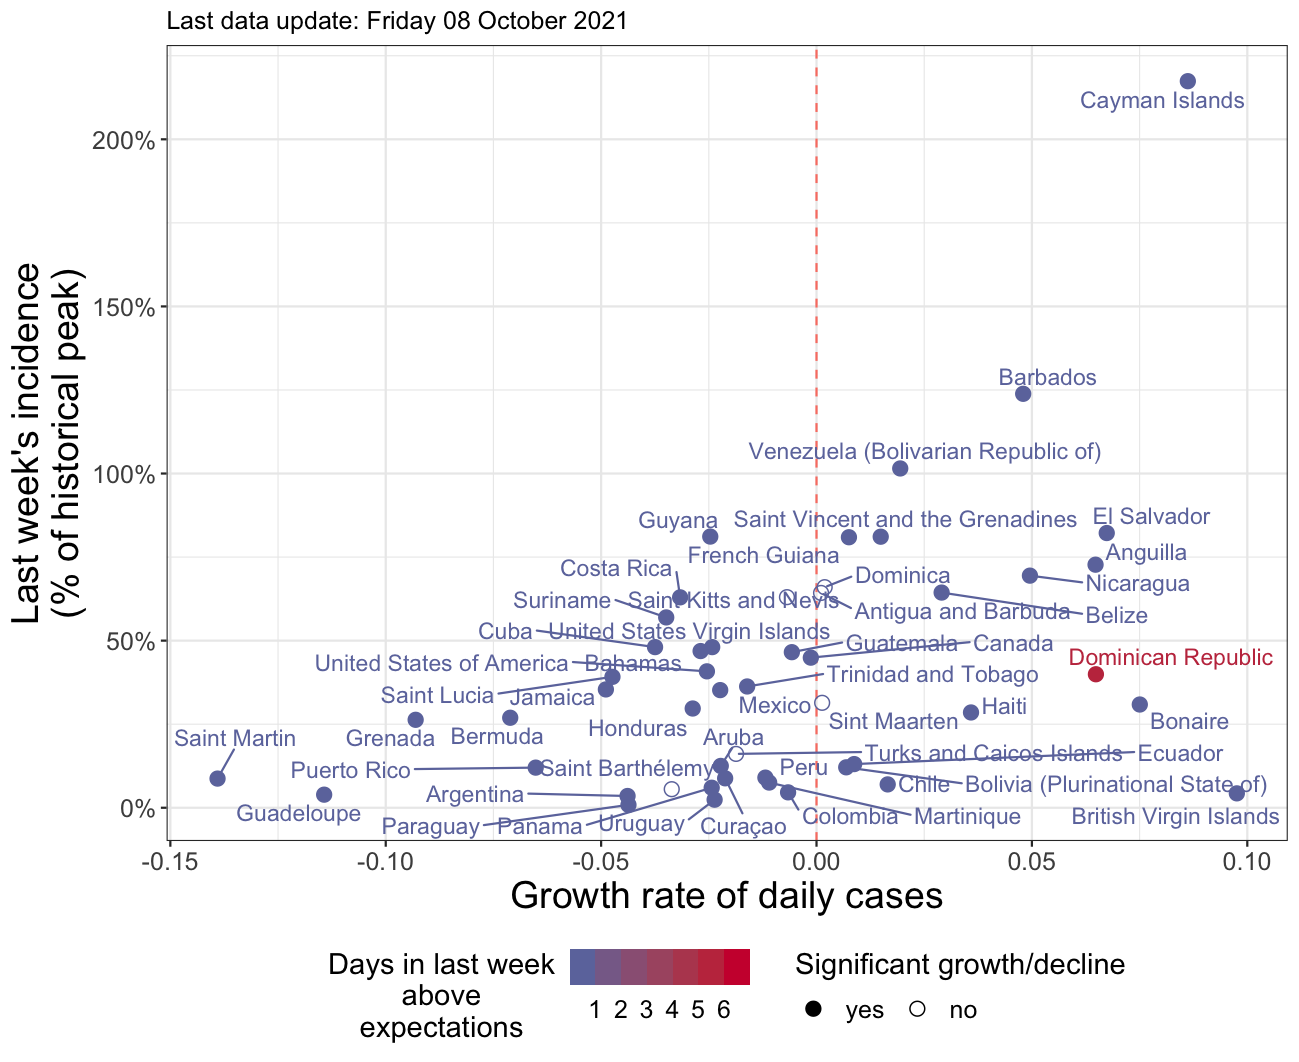 Last data update: Friday 08 October 2021
Last week's incidence
(% of historical peak)
200%
150%
100%
50%
0%
Cayman Islands
Barbados
Venezuela (Bolivarian Republic of)
Guyana
Saint Vincent and the Grenadines
El Salvador
French Guiana
Anguilla
Costa Rica
Dominica
Nicaragua
Suriname
Saint Kitts and Nevis
Antigua and Barbuda
Belize
Cuba
United States Virgin Islands
Guatemala
Canada
United States of America
Bahamas
Dominican Republic
Trinidad and Tobago
Saint Lucia
Jamaica
Mexico
Haiti
Sint Maarten
Bonaire
Honduras
Saint Martin
Grenada
Bermuda
Aruba
Turks and Caicos Islands
Ecuador
Puerto Rico
Saint Barthélemy
Peru
Chile
Bolivia (Plurinational State of)
Argentina
Guadeloupe
Paraguay
Panama
Uruguay
Curaçao
Colombia
Martinique
British Virgin Islands
-0.15
-0.10
-0.05
0.00
0.05
0.10
Growth rate of daily cases
Days in last week
above
expectations
1 2 3 4 5 6
Significant growth/decline
yes
no